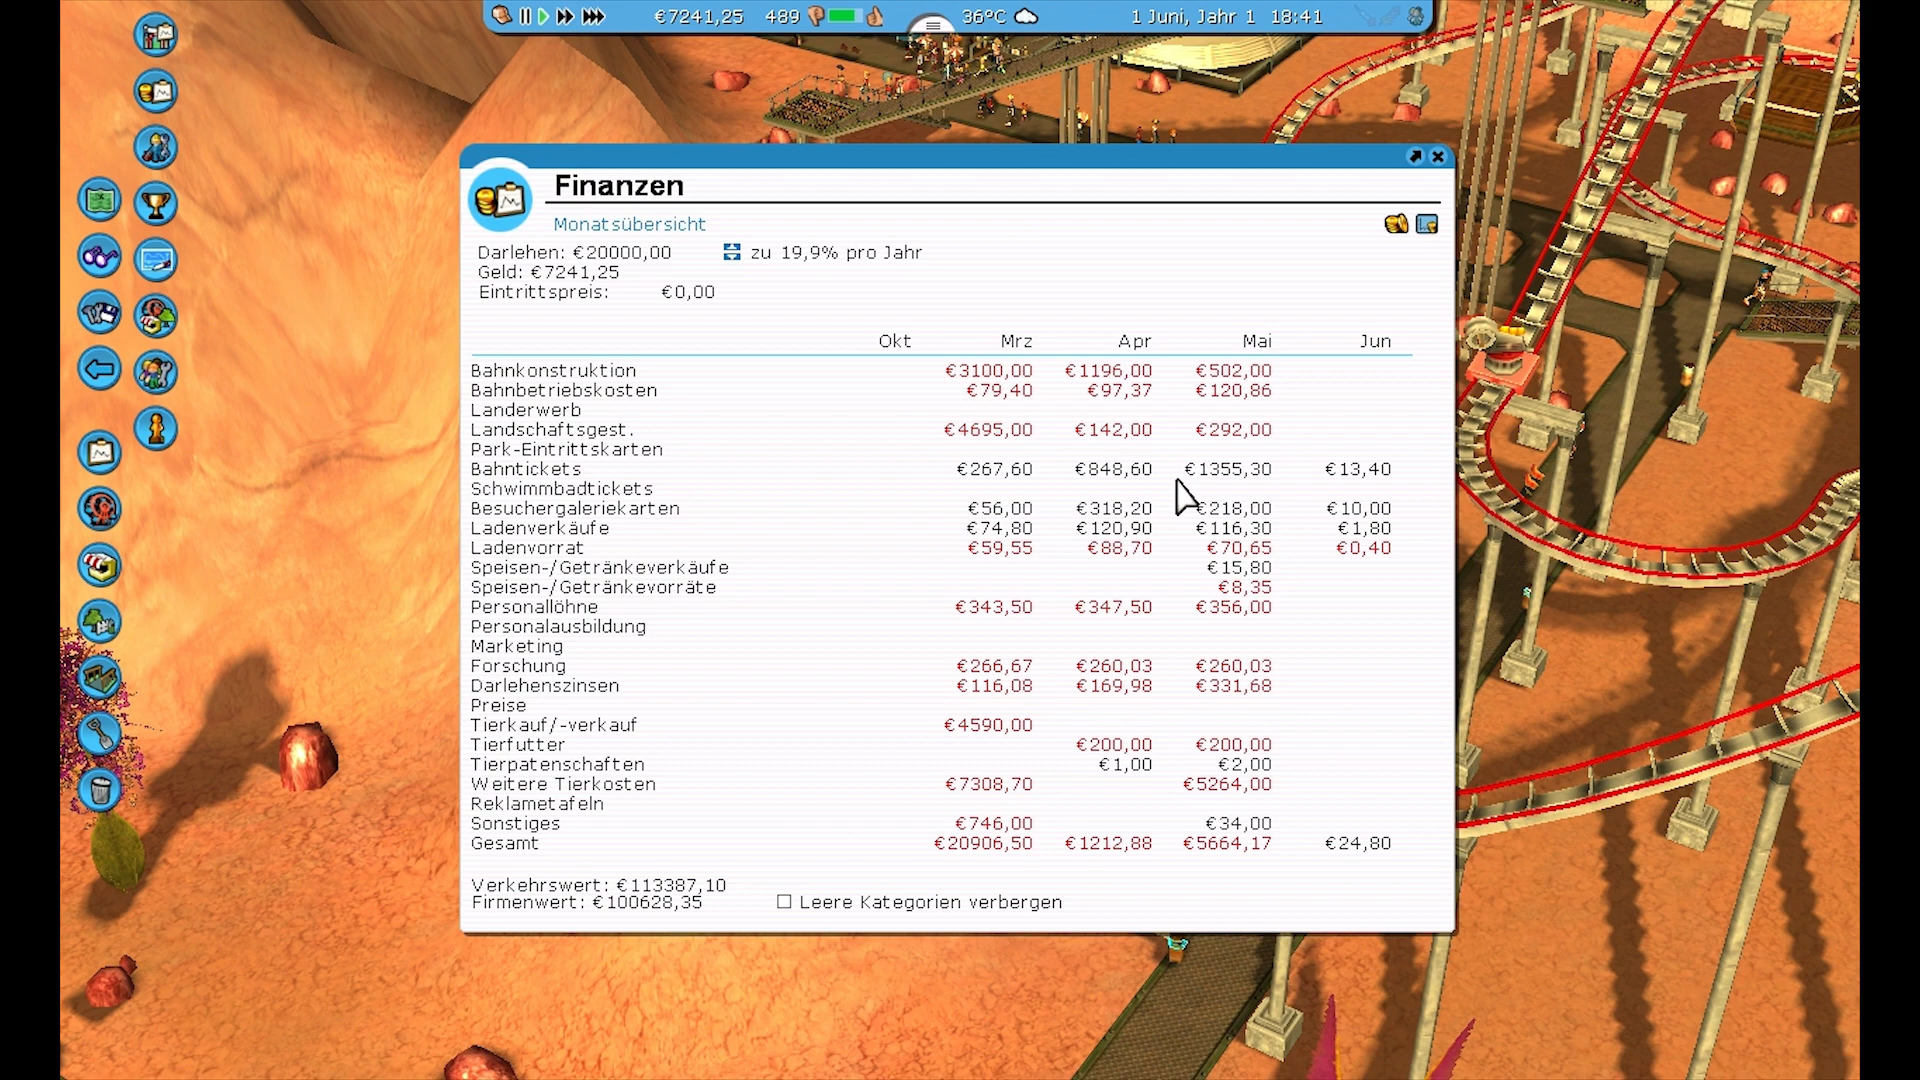 €7241,25 489 36°C 1 Juni, Jahr 1 18:41
Finanzen
Monatsübersicht
Darlehen: €20000,00 zu 19,9% pro Jahr
Geld: €7241,25
Eintrittspreis: €0,00
Okt Mrz Apr Mai Jun
Bahnkonstruktion €3100,00 €1196,00 €502,00
Bahnbetriebskosten €79,40 €97,37 €120,86
Landerwerb
Landschaftsgest. €4695,00 €142,00 €292,00
Park-Eintrittskarten
Bahntickets €267,60 €848,60 €1355,30 €13,40
Schwimmbadtickets
Besuchergaleriekarten €56,00 €318,20 €218,00 €10,00
Ladenverkäufe €74,80 €120,90 €116,30 €1,80
Ladenvorrat €59,55 €88,70 €70,65 €0,40
Speisen-/Getränkeverkäufe €15,80
Speisen-/Getränkevorräte €8,35
Personallöhne €343,50 €347,50 €356,00
Personalausbildung
Marketing
Forschung €266,67 €260,03 €260,03
Darlehenszinsen €116,08 €169,98 €331,68
Preise
Tierkauf/-verkauf €4590,00
Tierfutter €200,00 €200,00
Tierpatenschaften €1,00 €2,00
Weitere Tierkosten €7308,70 €5264,00
Reklametafeln
Sonstiges €746,00 €34,00
Gesamt €20906,50 €1212,88 €5664,17 €24,80
Verkehrswert: €113387,10
Firmenwert: €100628,35 Leere Kategorien verbergen